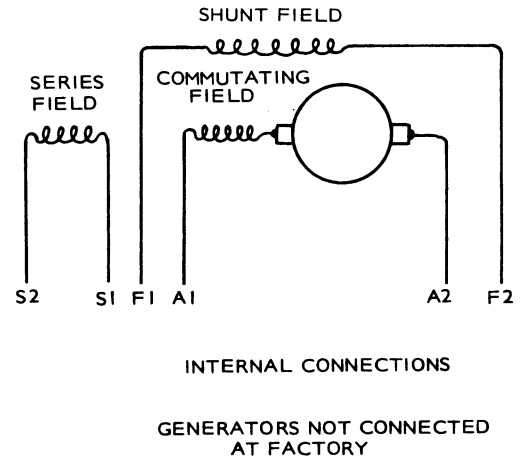 SHUNT FIELD
SERIES
FIELD
COMMUTATING
FIELD
S2 S1 F1 A1 A2 F2
INTERNAL CONNECTIONS
GENERATORS NOT CONNECTED
AT FACTORY